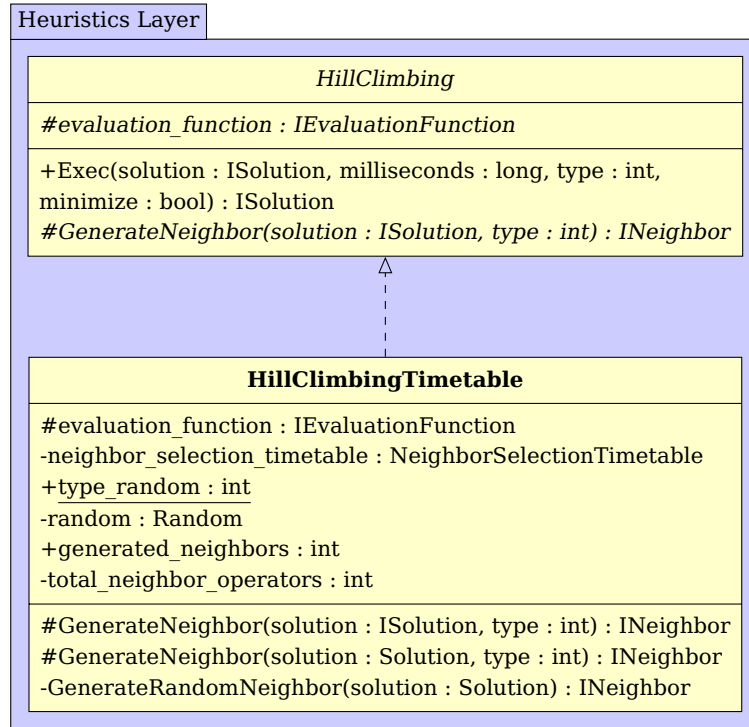 Heuristics Layer
HillClimbing
#evaluation_function : IEvaluationFunction
+Exec(solution : ISolution, milliseconds : long, type : int,
minimize : bool) : ISolution
#GenerateNeighbor(solution : ISolution, type : int) : INeighbor
HillClimbingTimetable
#evaluation_function : IEvaluationFunction
-neighbor_selection_timetable : NeighborSelectionTimetable
+type_random : int
-random : Random
+generated_neighbors : int
-total_neighbor_operators : int
#GenerateNeighbor(solution : ISolution, type : int) : INeighbor
#GenerateNeighbor(solution : Solution, type : int) : INeighbor
-GenerateRandomNeighbor(solution : Solution) : INeighbor